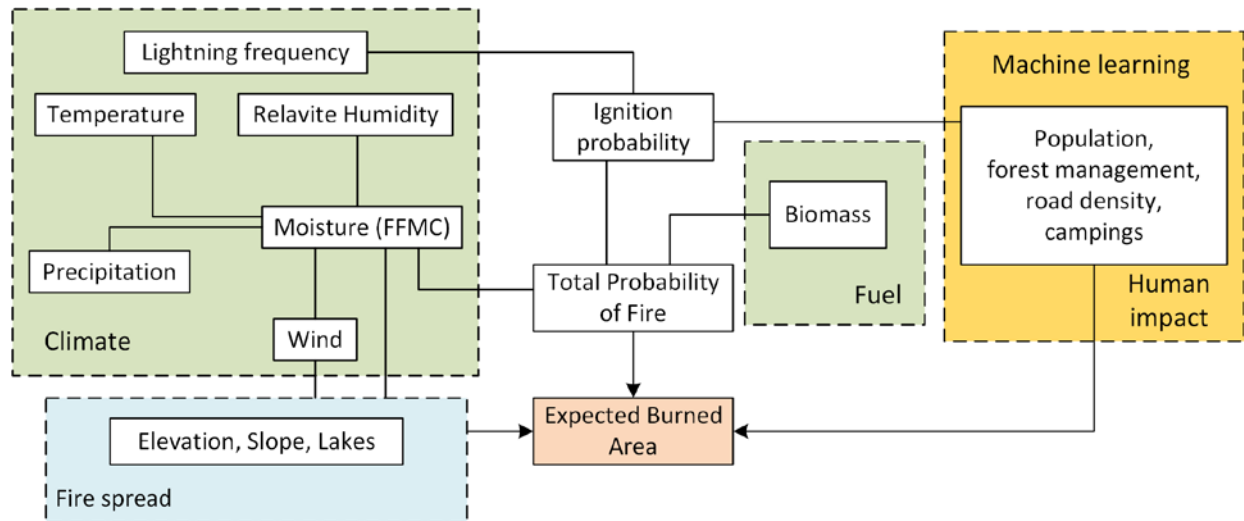 Lightning frequency
Temperature
Relavite Humidity
Moisture (FFMC)
Precipitation
Wind
Climate
Ignition
probability
Biomass
Fuel
Total Probability
of Fire
Machine learning
Population,
forest management,
road density,
campings
Human
impact
Elevation, Slope, Lakes
Fire spread
Expected Burned
Area